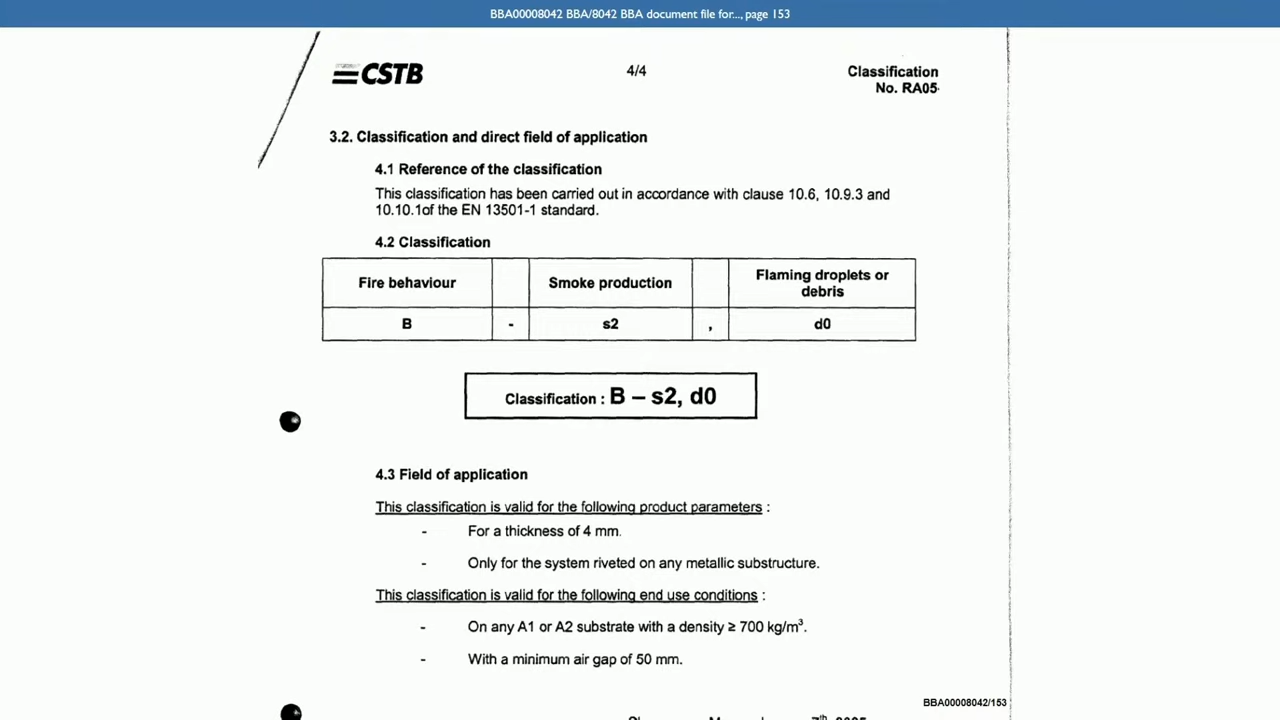 BBA00008042 BBA/8042 BBA document file for..., page 153
CSTB
4/4
Classification
No. RA05
3.2. Classification and direct field of application
4.1 Reference of the classification
This classification has been carried out in accordance with clause 10.6, 10.9.3 and
10.10.1of the EN 13501-1 standard.
4.2 Classification
Fire behaviour
Smoke production
Flaming droplets or
debris
B - s2 , d0
Classification : B – s2, d0
4.3 Field of application
This classification is valid for the following product parameters :
- For a thickness of 4 mm.
- Only for the system riveted on any metallic substructure.
This classification is valid for the following end use conditions :
- On any A1 or A2 substrate with a density ≥ 700 kg/m³.
- With a minimum air gap of 50 mm.
BBA00008042/153